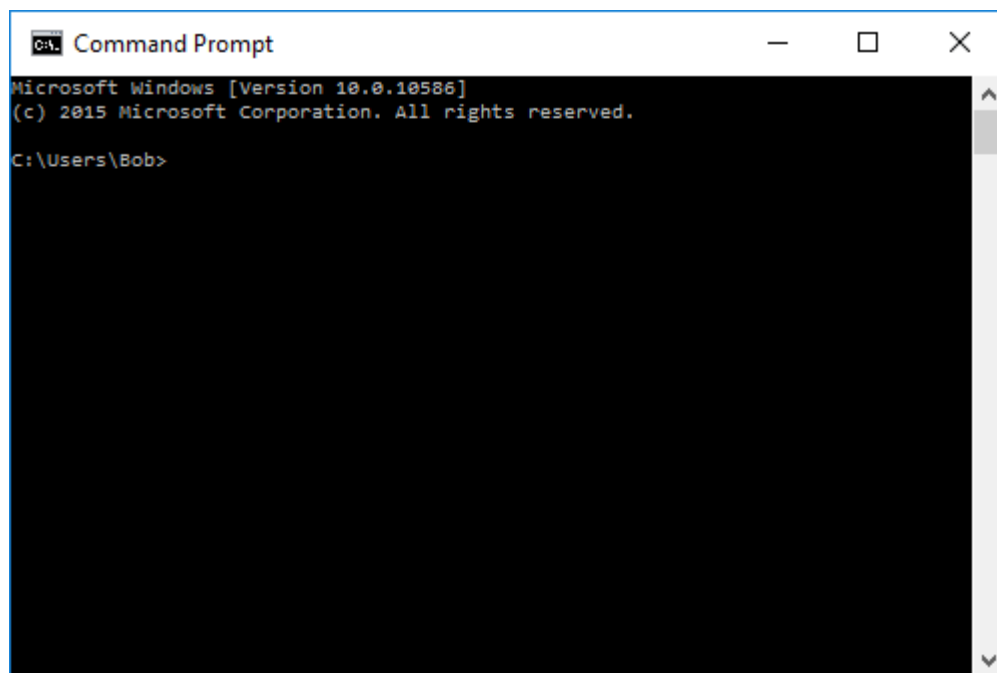 C:\.
Command Prompt
Microsoft Windows [Version 10.0.10586]
(c) 2015 Microsoft Corporation. All rights reserved.
C:\Users\Bob>